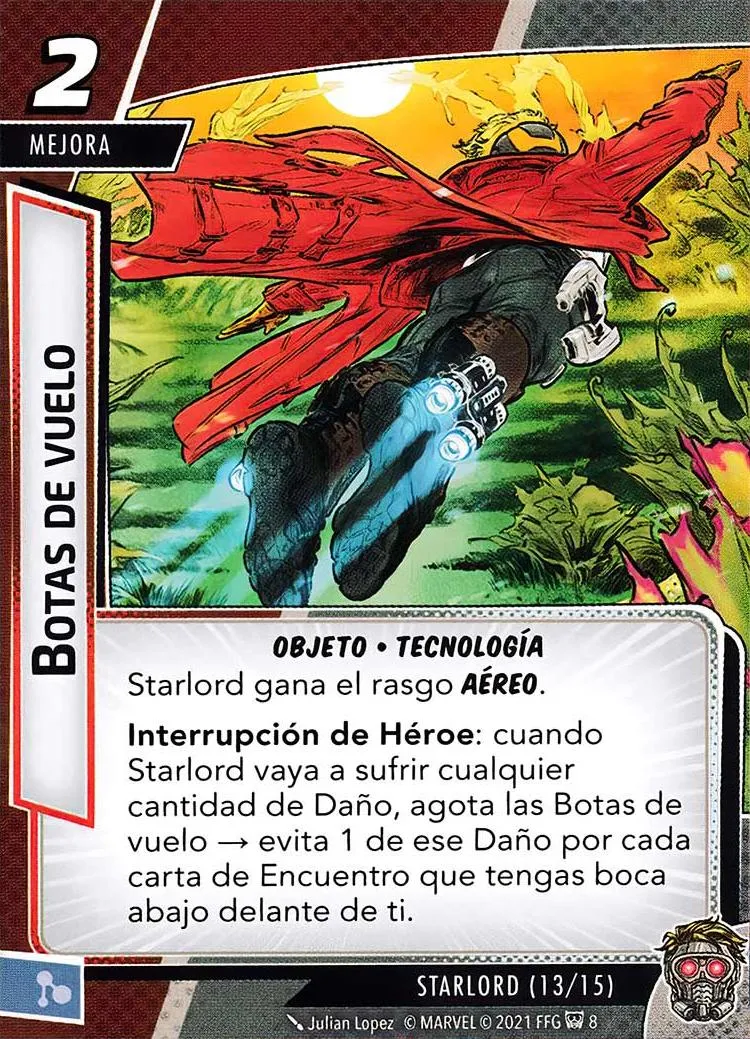 2
MEJORA
BOTAS DE VUELO
OBJETO • TECNOLOGÍA
Starlord gana el rasgo AÉREO.
Interrupción de Héroe: cuando
Starlord vaya a sufrir cualquier
cantidad de Daño, agota las Botas de
vuelo → evita 1 de ese Daño por cada
carta de Encuentro que tengas boca
abajo delante de ti.
STARLORD (13/15)
Julian Lopez © MARVEL © 2021 FFG 8